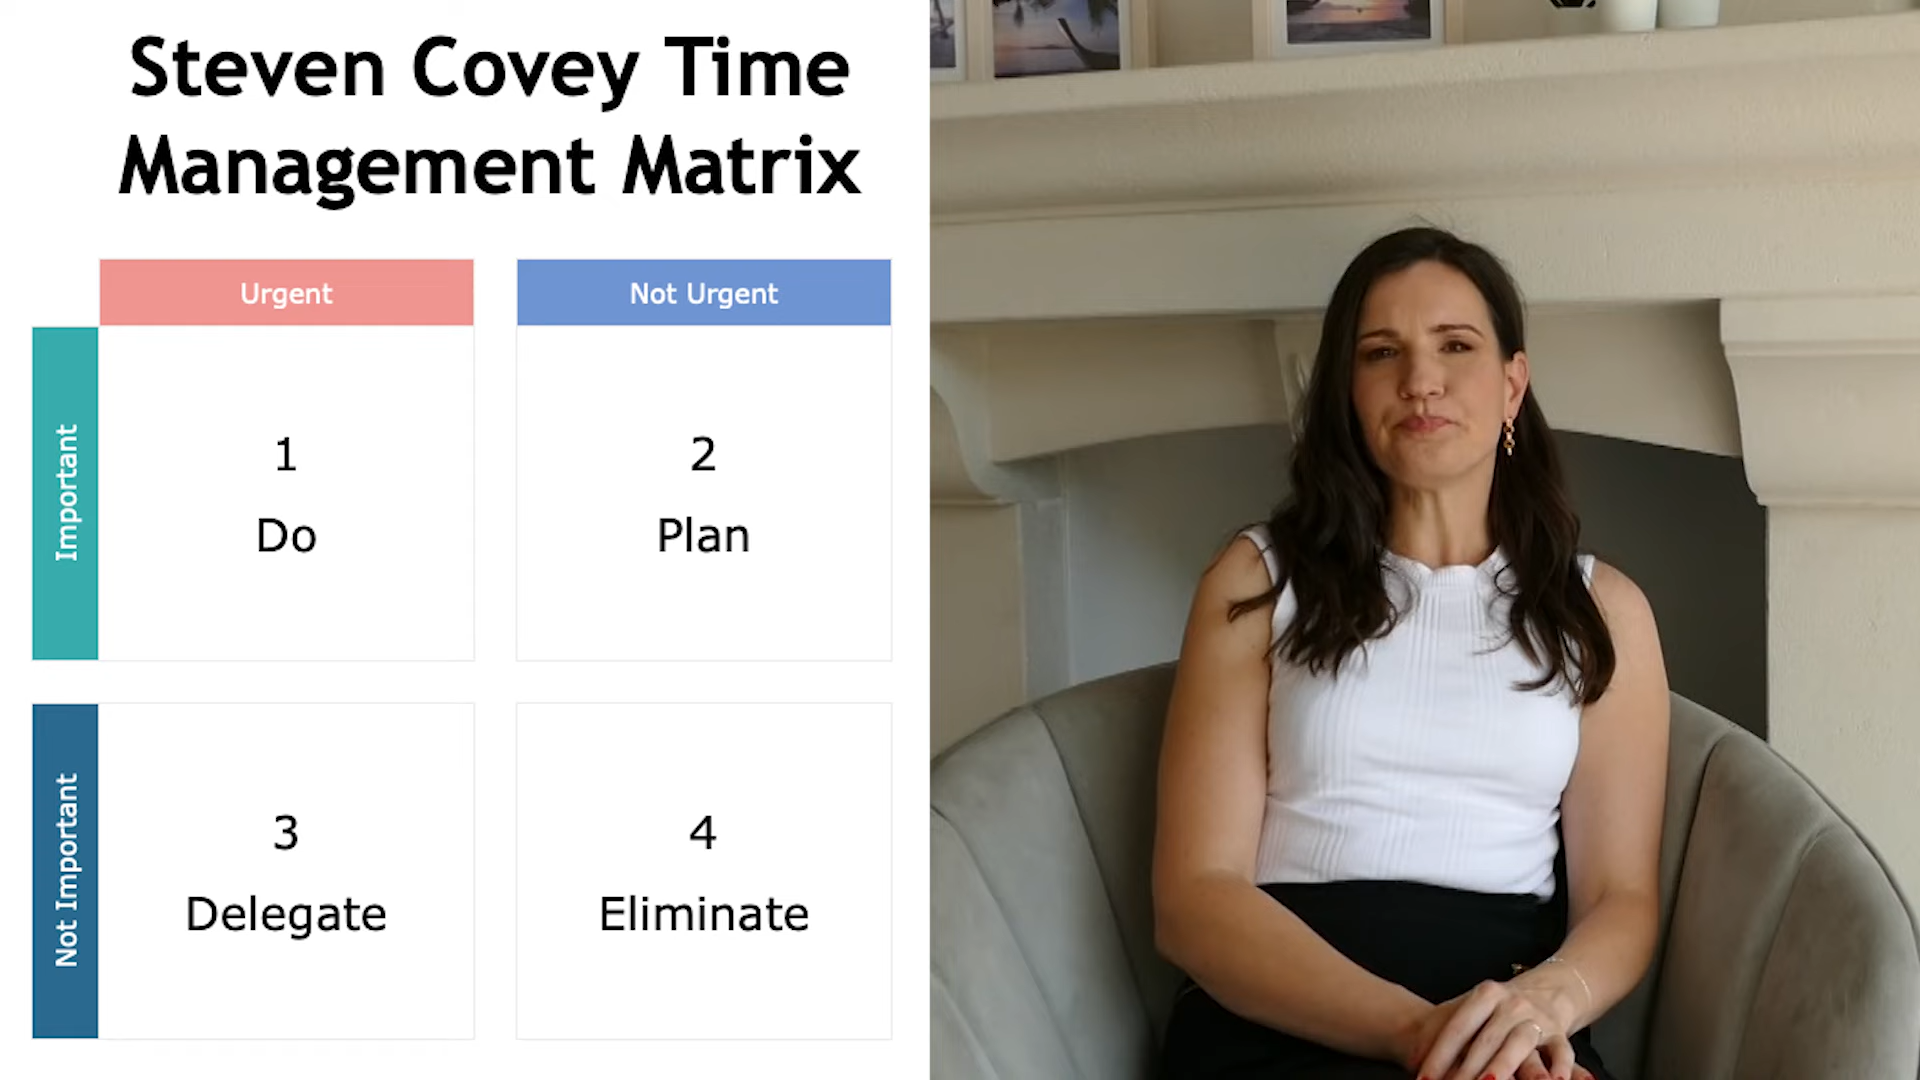 Steven Covey Time
Management Matrix
Urgent
Not Urgent
Important
1
Do
2
Plan
Not Important
3
Delegate
4
Eliminate